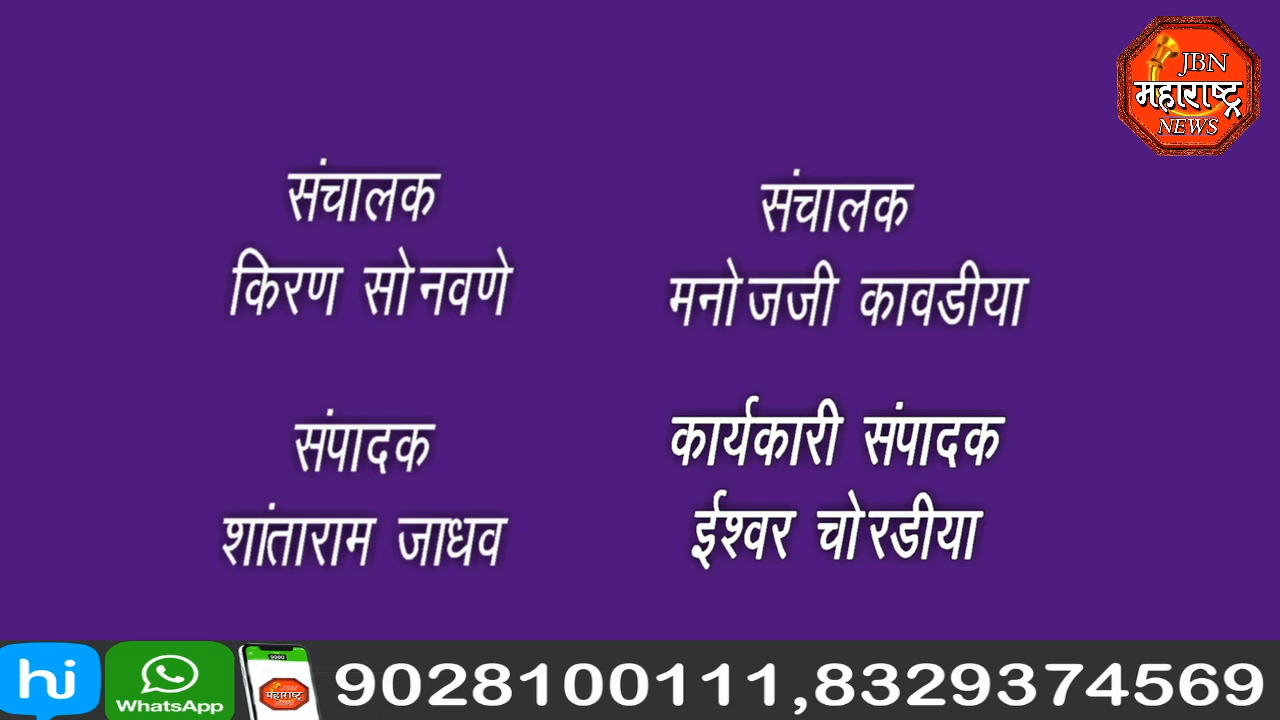 JBN
महाराष्ट्र
NEWS
संचालक
किरण सोनवणे
संचालक
मनोजजी कावडीया
संपादक
शांताराम जाधव
कार्यकारी संपादक
ईश्वर चोरडीया
hi
WhatsApp
महाराष्ट्र
9028100111,8329374569